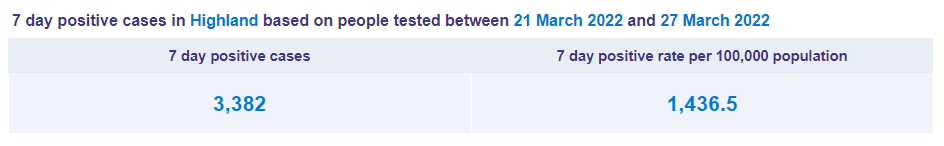 7 day positive cases in Highland based on people tested between 21 March 2022 and 27 March 2022
7 day positive cases 7 day positive rate per 100,000 population
3,382 1,436.5